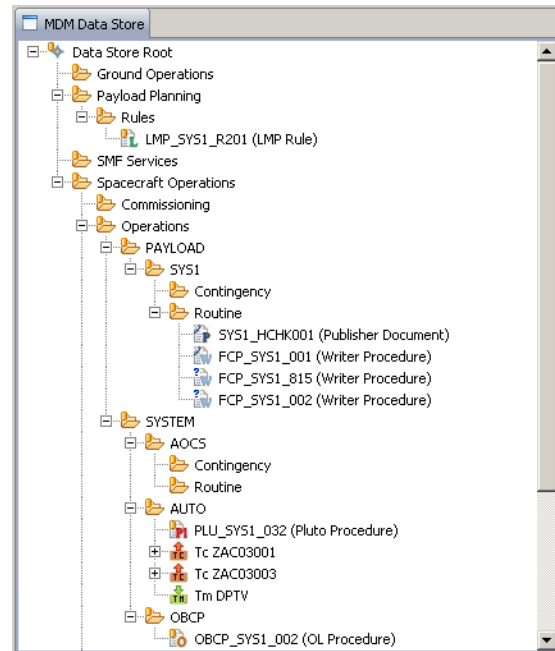 MDM Data Store
Data Store Root
Ground Operations
Payload Planning
Rules
LMP_SYS1_R201 (LMP Rule)
SMF Services
Spacecraft Operations
Commissioning
Operations
PAYLOAD
SYS1
Contingency
Routine
SYS1_HCHK001 (Publisher Document)
FCP_SYS1_001 (Writer Procedure)
FCP_SYS1_815 (Writer Procedure)
FCP_SYS1_002 (Writer Procedure)
SYSTEM
AOCS
Contingency
Routine
AUTO
PLU_SYS1_032 (Pluto Procedure)
Tc ZAC03001
Tc ZAC03003
Tm DPTV
OBCP
OBCP_SYS1_002 (OL Procedure)